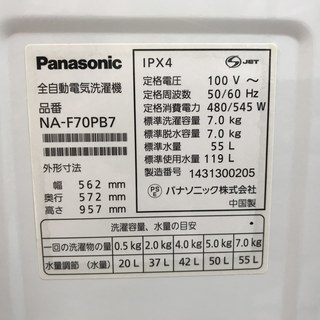 Panasonic
全自動電気洗濯機
品番
NA-F70PB7
外形寸法
幅 562 mm
奥行 572 mm
高さ 957 mm
IPX4
JET
定格電圧 100 V ～
定格周波数 50/60 Hz
定格消費電力 480/545 W
標準洗濯容量 7.0 kg
標準脱水容量 7.0 kg
標準水量 55 L
標準使用水量 119 L
製造番号 1431300205
PSE パナソニック株式会社
中国製
洗濯容量、水量の目安
一回の洗濯物の量 0.5 kg 2.0 kg 4.0 kg 5.0 kg 7.0 kg
水量調節 (水量) 20 L 37 L 42 L 50 L 55 L